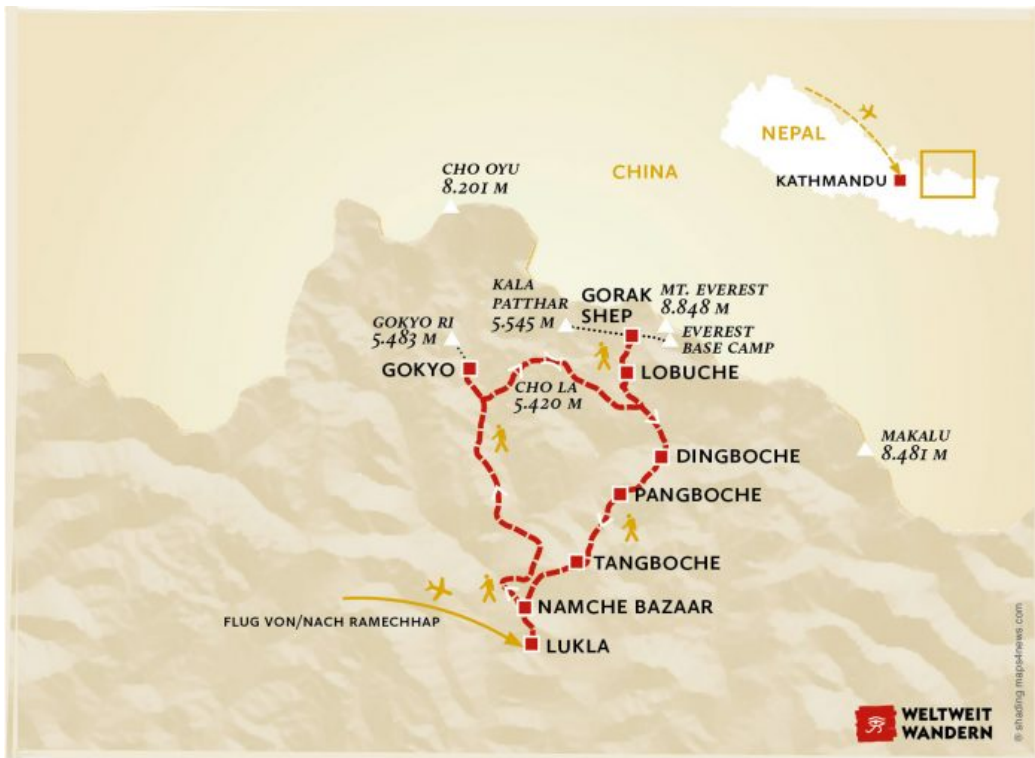 NEPAL
KATHMANDU
CHINA
CHO OYU
8.201 M
KALA
PATTHAR
5.545 M
GORAK
SHEP
MT. EVEREST
8.848 M
EVEREST
BASE CAMP
GOKYO RI
5.483 M
GOKYO
CHO LA
5.420 M
LOBUCHE
DINGBOCHE
MAKALU
8.481 M
PANGBOCHE
TANGBOCHE
NAMCHE BAZAAR
FLUG VON/NACH RAMECHHAP
LUKLA
© shading maps4news.com
WELTWEIT
WANDERN